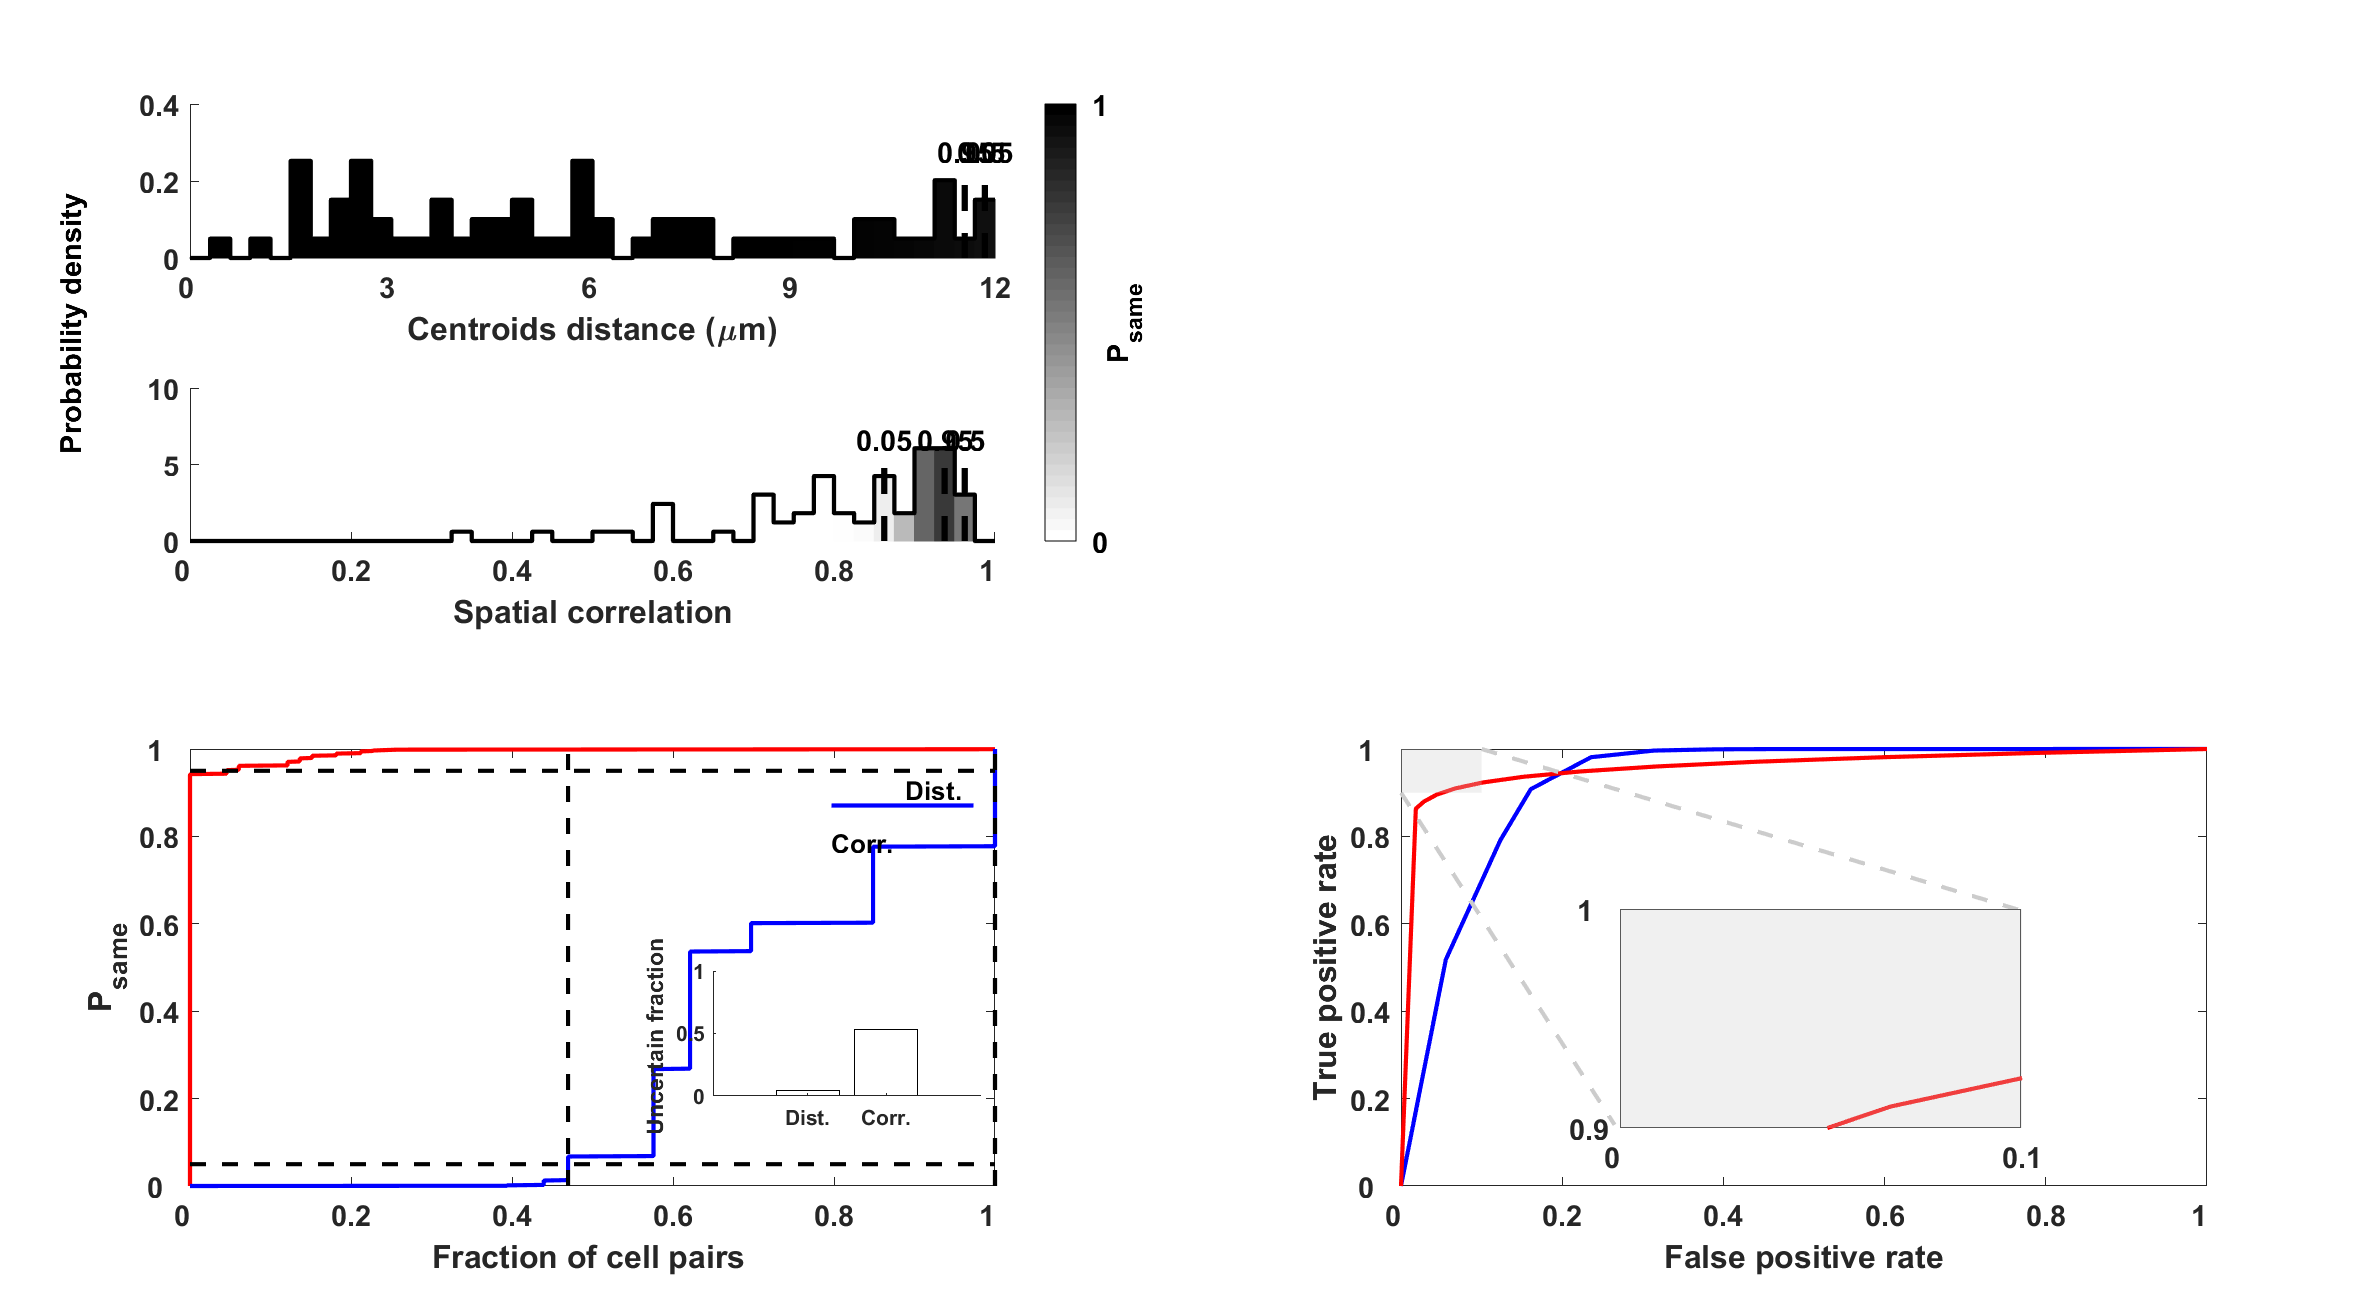 0.4
0.2
0
0 3 6 9 12
Centroids distance (μm)
Probability density
10
5
0
0.05
0 0.2 0.4 0.6 0.8 1
Spatial correlation
1
0
P same
1
0.8
0.6
0.4
0.2
0
P same
0 0.2 0.4 0.6 0.8 1
Fraction of cell pairs
Dist.
Corr.
Uncertain fraction
1
0.5
0
Dist. Corr.
1
0.8
0.6
0.4
0.2
0
True positive rate
0 0.2 0.4 0.6 0.8 1
False positive rate
1
0.9
0 0.1